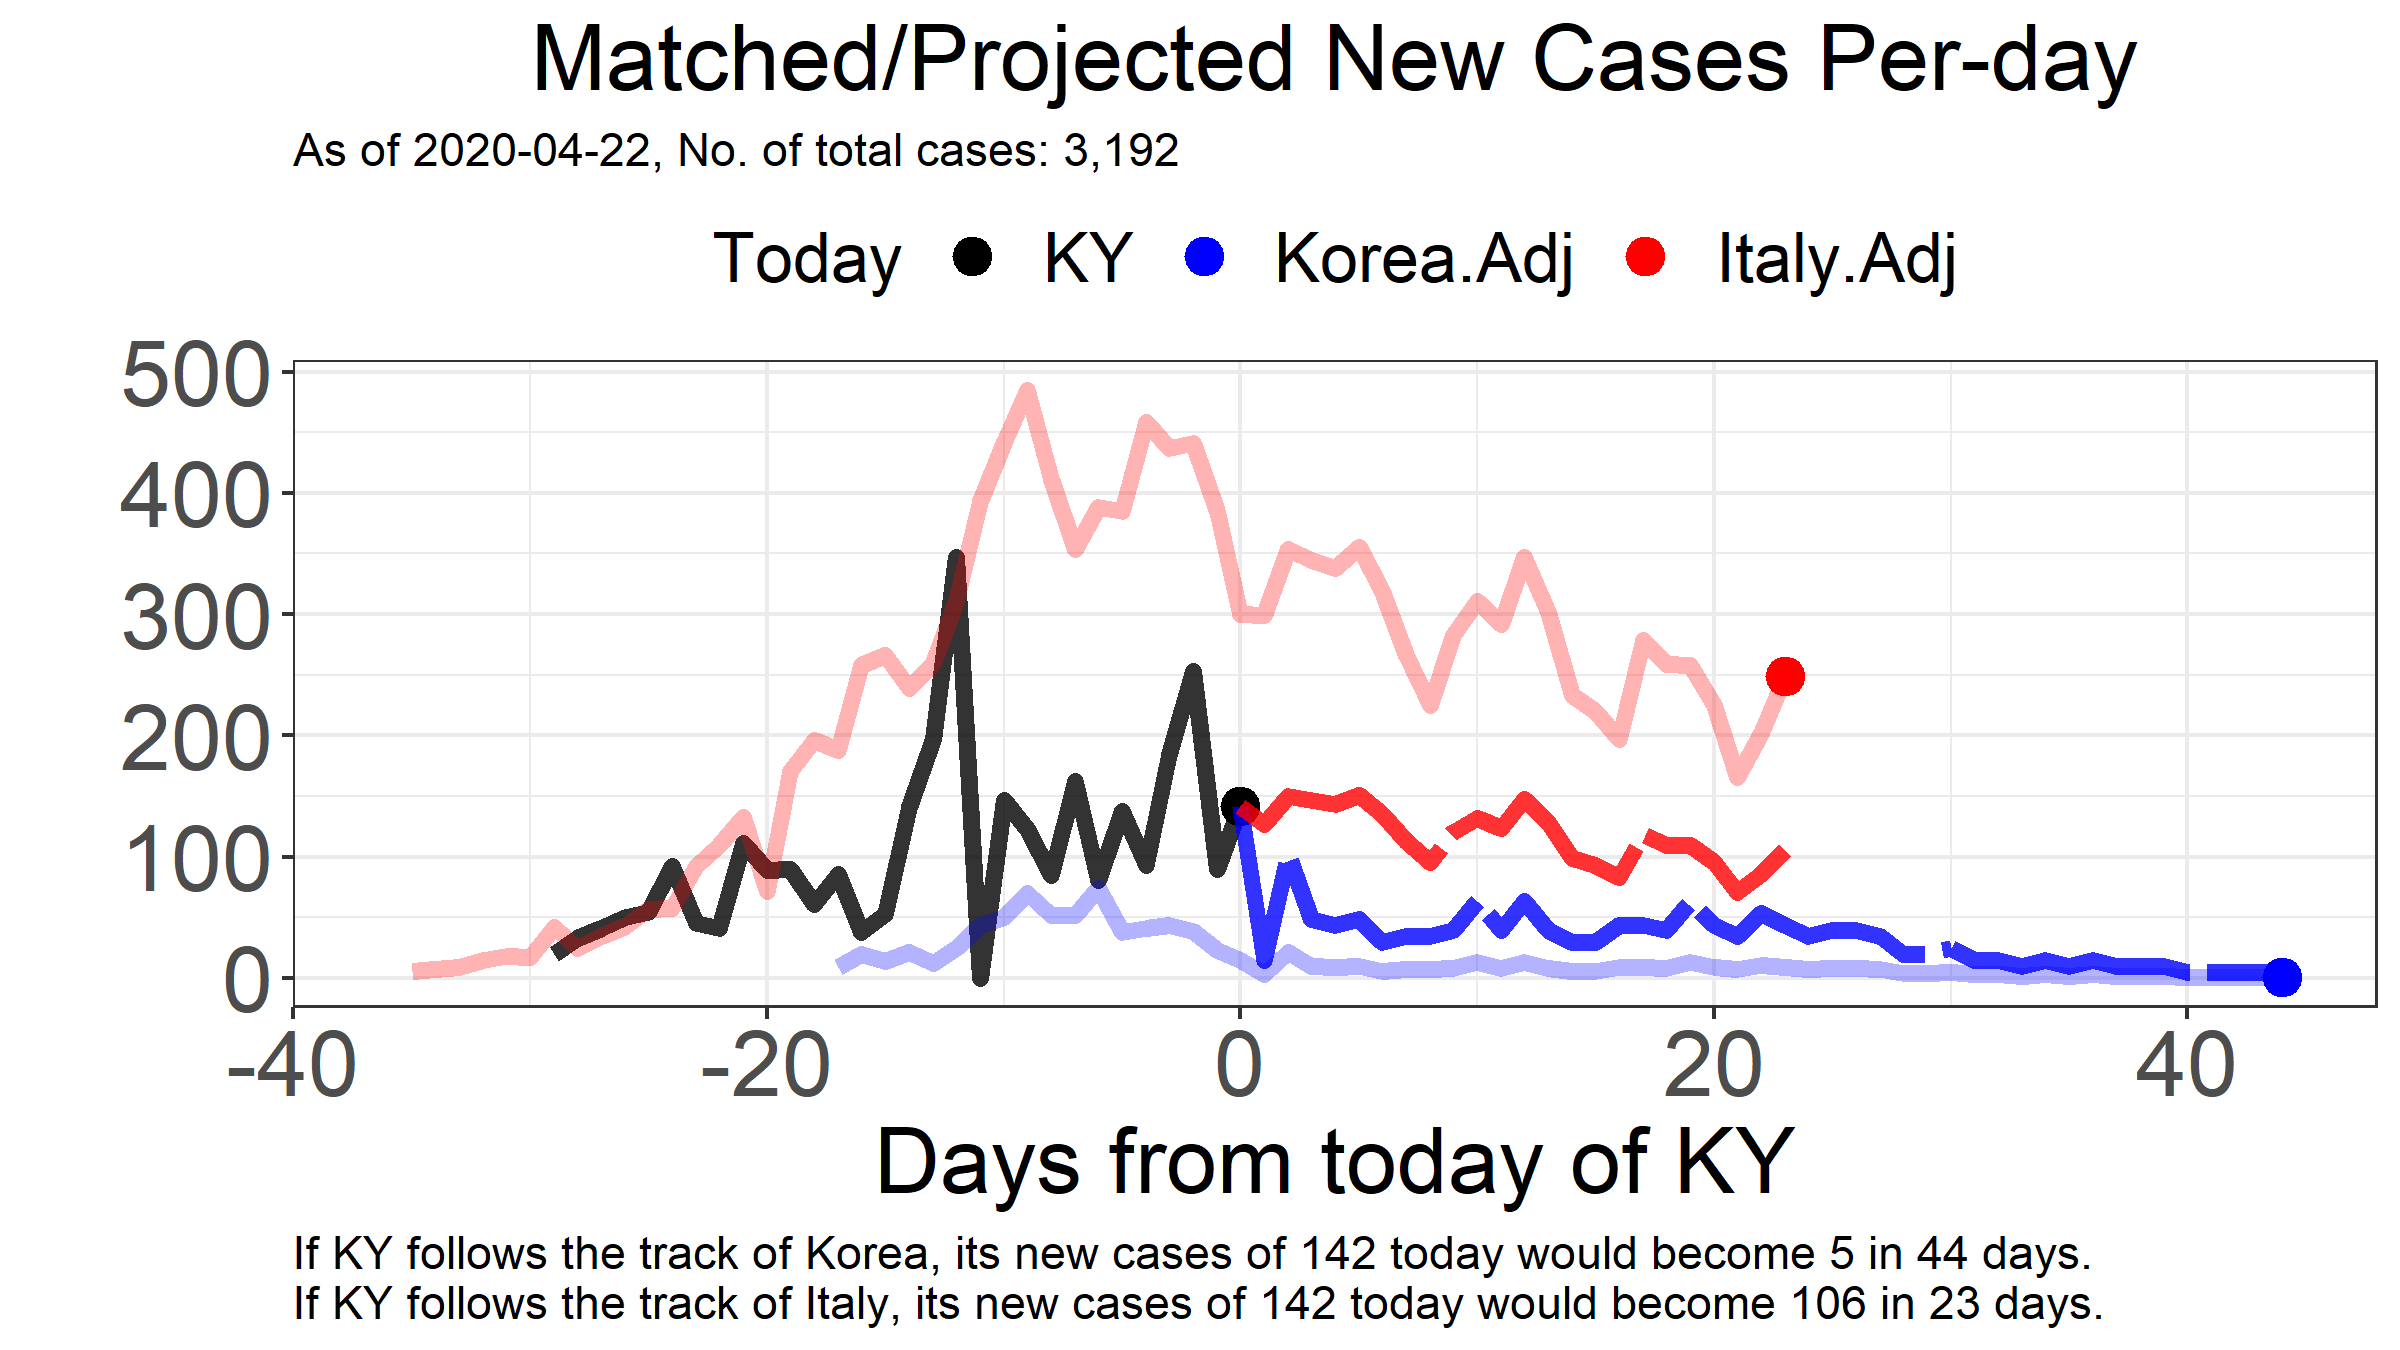 Matched/Projected New Cases Per-day
As of 2020-04-22, No. of total cases: 3,192
Today KY Korea.Adj Italy.Adj
500
400
300
200
100
0
-40 -20 0 20 40
Days from today of KY
If KY follows the track of Korea, its new cases of 142 today would become 5 in 44 days.
If KY follows the track of Italy, its new cases of 142 today would become 106 in 23 days.